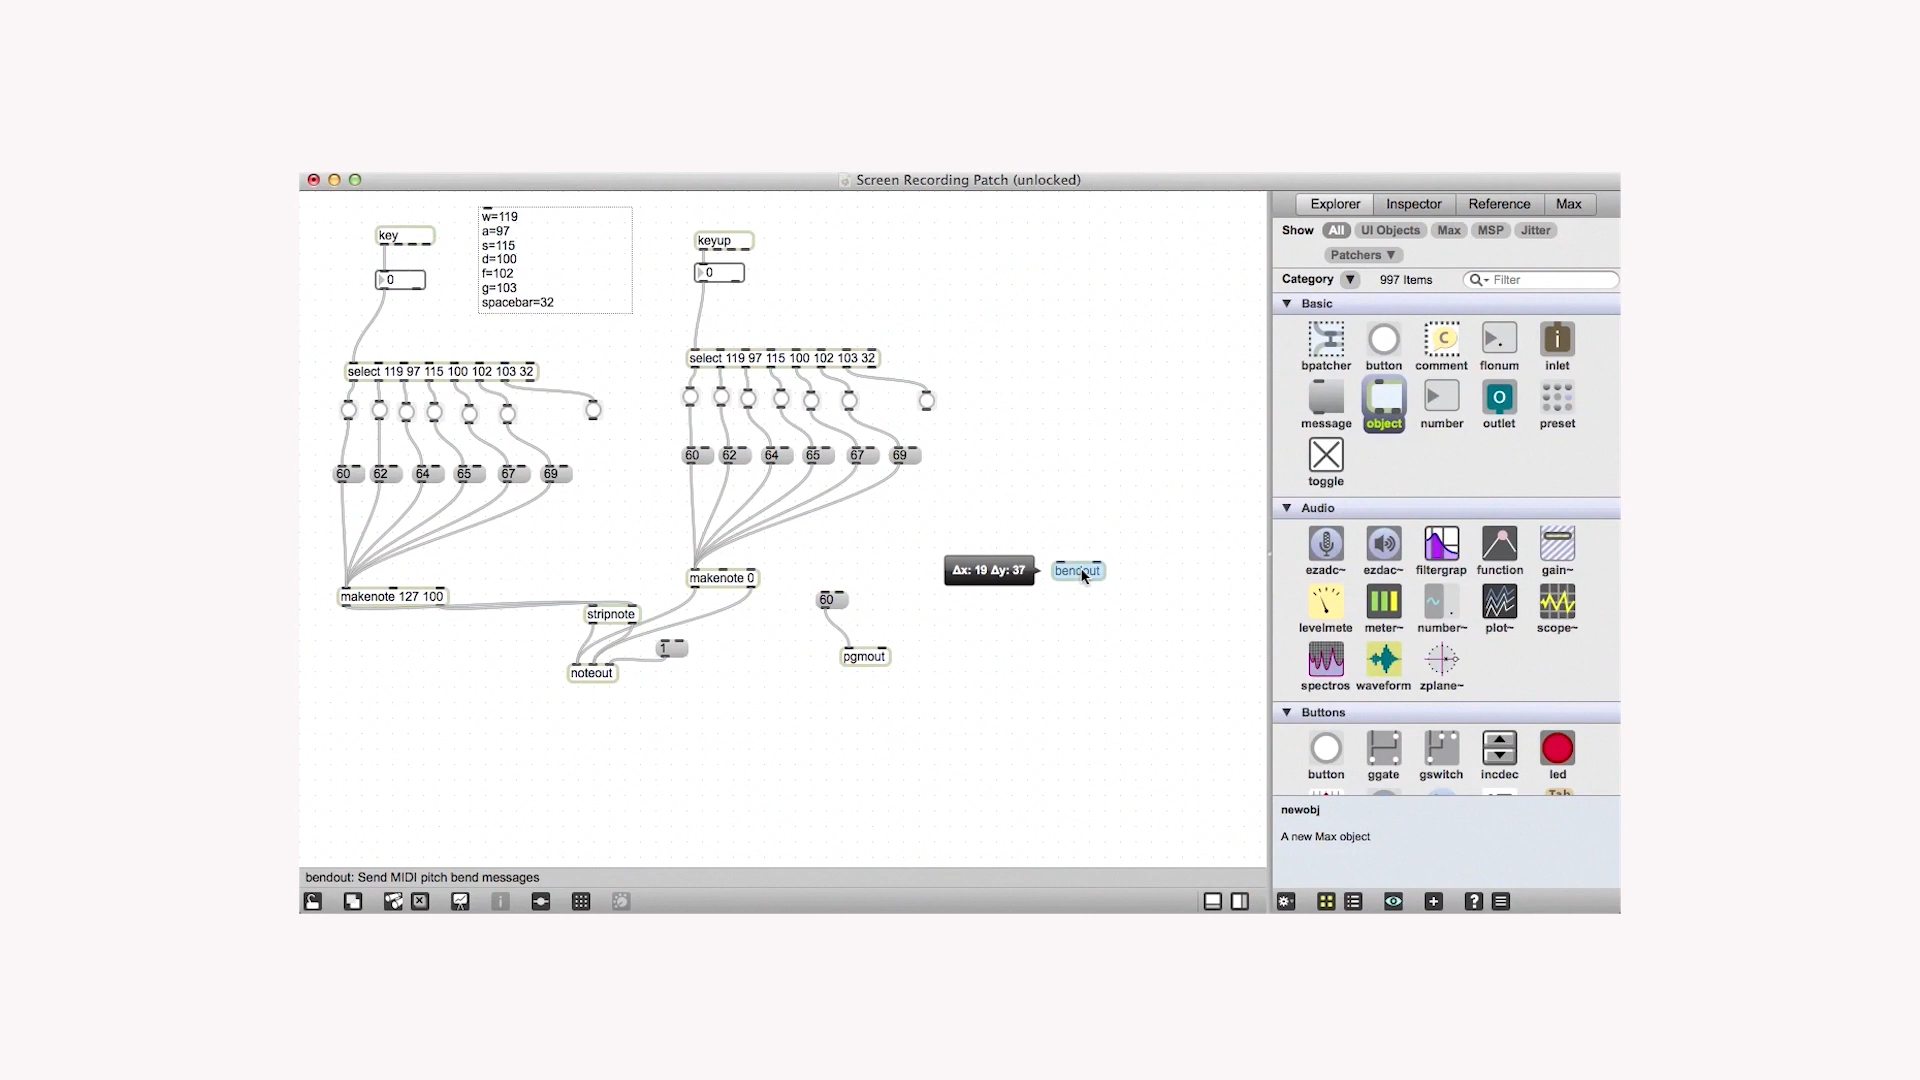 Screen Recording Patch (unlocked)
key
0
w=119
a=97
s=115
d=100
f=102
g=103
spacebar=32
keyup
0
select 119 97 115 100 102 103 32
select 119 97 115 100 102 103 32
60 62 64 65 67 69
60 62 64 65 67 69
makenote 127 100
makenote 0
stripnote
1
noteout
60
pgmout
Δx: 19 Δy: 37
bendout
bendout: Send MIDI pitch bend messages
Explorer Inspector Reference Max
Show All UI Objects Max MSP Jitter
Patchers ▼
Category ▼ 997 Items Filter
Basic
bpatcher button comment flonum inlet
message object number outlet preset
toggle
Audio
ezadc~ ezdac~ filtergrap function gain~
levelmete meter~ number~ plot~ scope~
spectros waveform zplane~
Buttons
button ggate gswitch incdec led
Tab
newobj
A new Max object